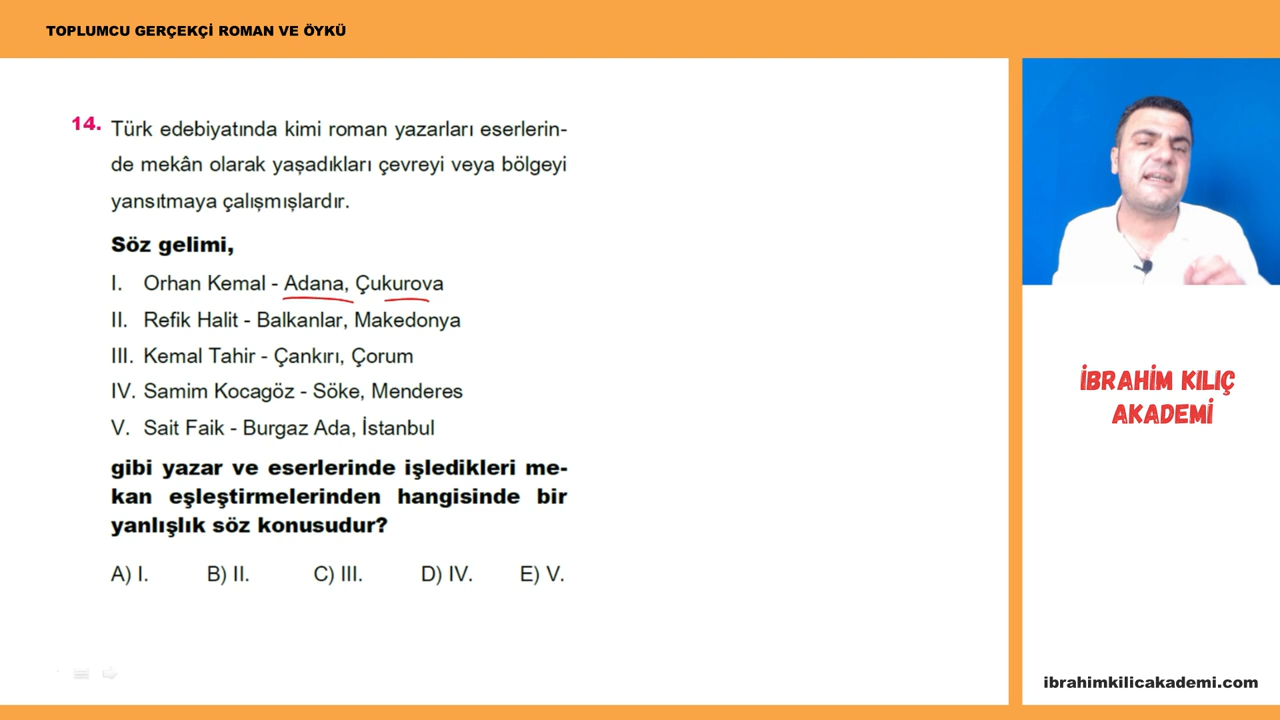 TOPLUMCU GERÇEKÇİ ROMAN VE ÖYKÜ
14. Türk edebiyatında kimi roman yazarları eserlerin-
de mekân olarak yaşadıkları çevreyi veya bölgeyi
yansıtmaya çalışmışlardır.
Söz gelimi,
I. Orhan Kemal - Adana, Çukurova
II. Refik Halit - Balkanlar, Makedonya
III. Kemal Tahir - Çankırı, Çorum
IV. Samim Kocagöz - Söke, Menderes
V. Sait Faik - Burgaz Ada, İstanbul
gibi yazar ve eserlerinde işledikleri me-
kan eşleştirmelerinden hangisinde bir
yanlışlık söz konusudur?
A) I. B) II. C) III. D) IV. E) V.
İBRAHİM KILIÇ
AKADEMİ
ibrahimkilicakademi.com